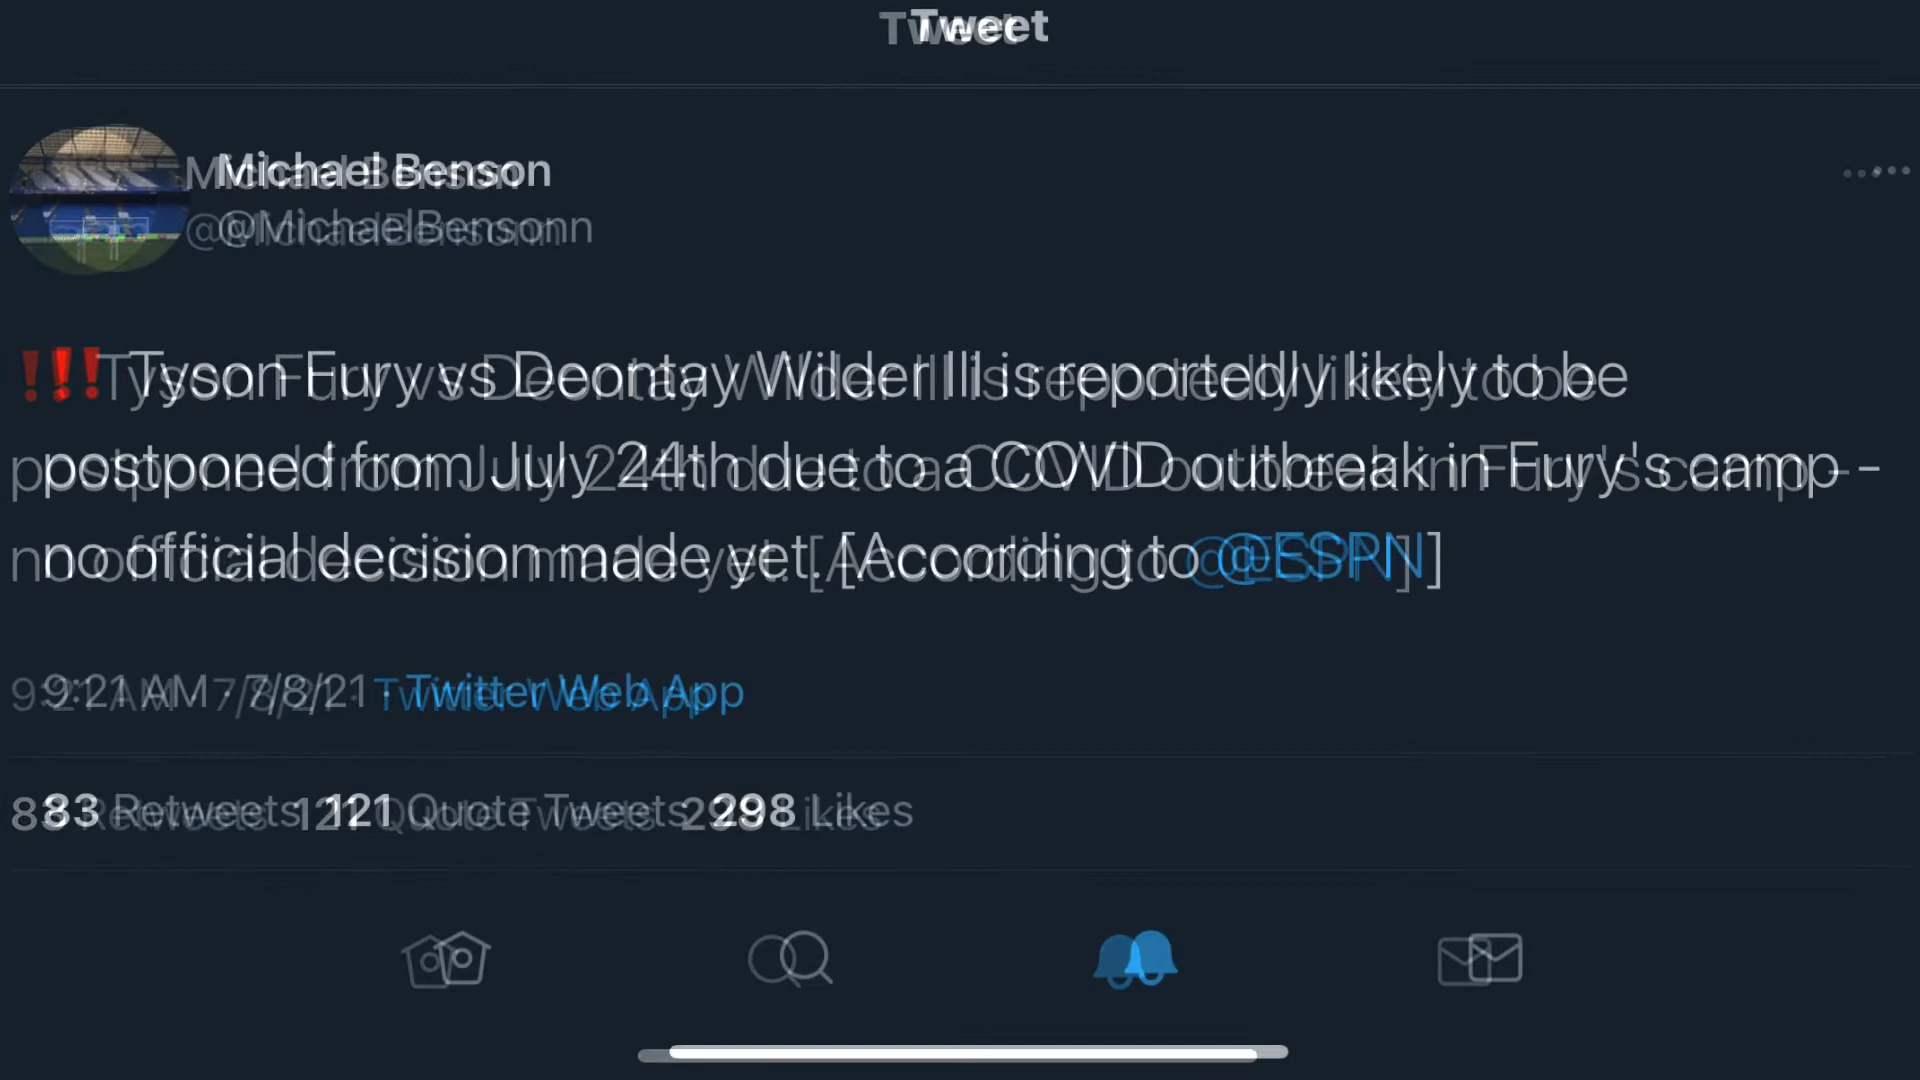 Tweet
Michael Benson
@MichaelBensonn
‼️ Tyson Fury vs Deontay Wilder III is reportedly likely to be
postponed from July 24th due to a COVID outbreak in Fury's camp -
no official decision made yet. [According to @ESPN]
9:21 AM · 7/8/21 · Twitter Web App
83 Retweets 121 Quote Tweets 298 Likes